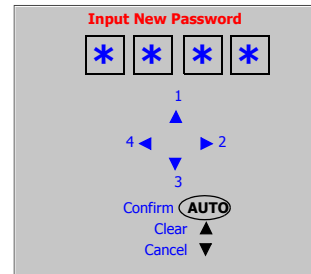 Input New Password
* * * *
1
4 ◀ ▶ 2
3
Confirm AUTO
Clear ▲
Cancel ▼